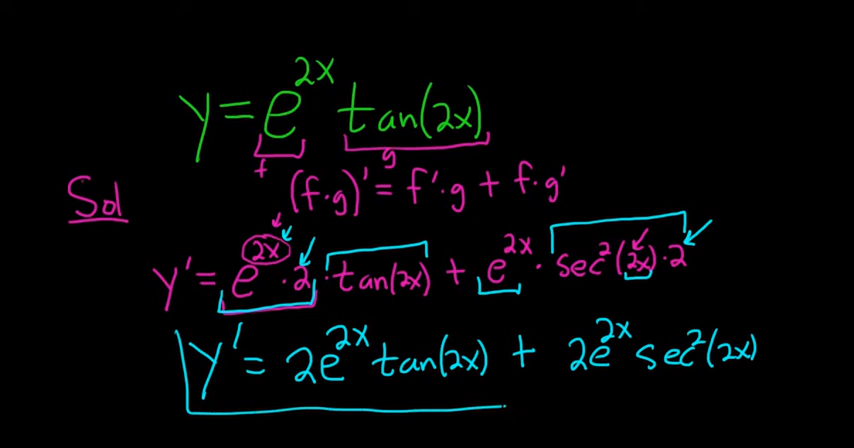 y = e^{2x} tan(2x)
f g
Sol (f·g)' = f'·g + f·g'
y' = e^{2x}·2·tan(2x) + e^{2x}·sec²(2x)·2
y' = 2e^{2x} tan(2x) + 2e^{2x} sec²(2x)